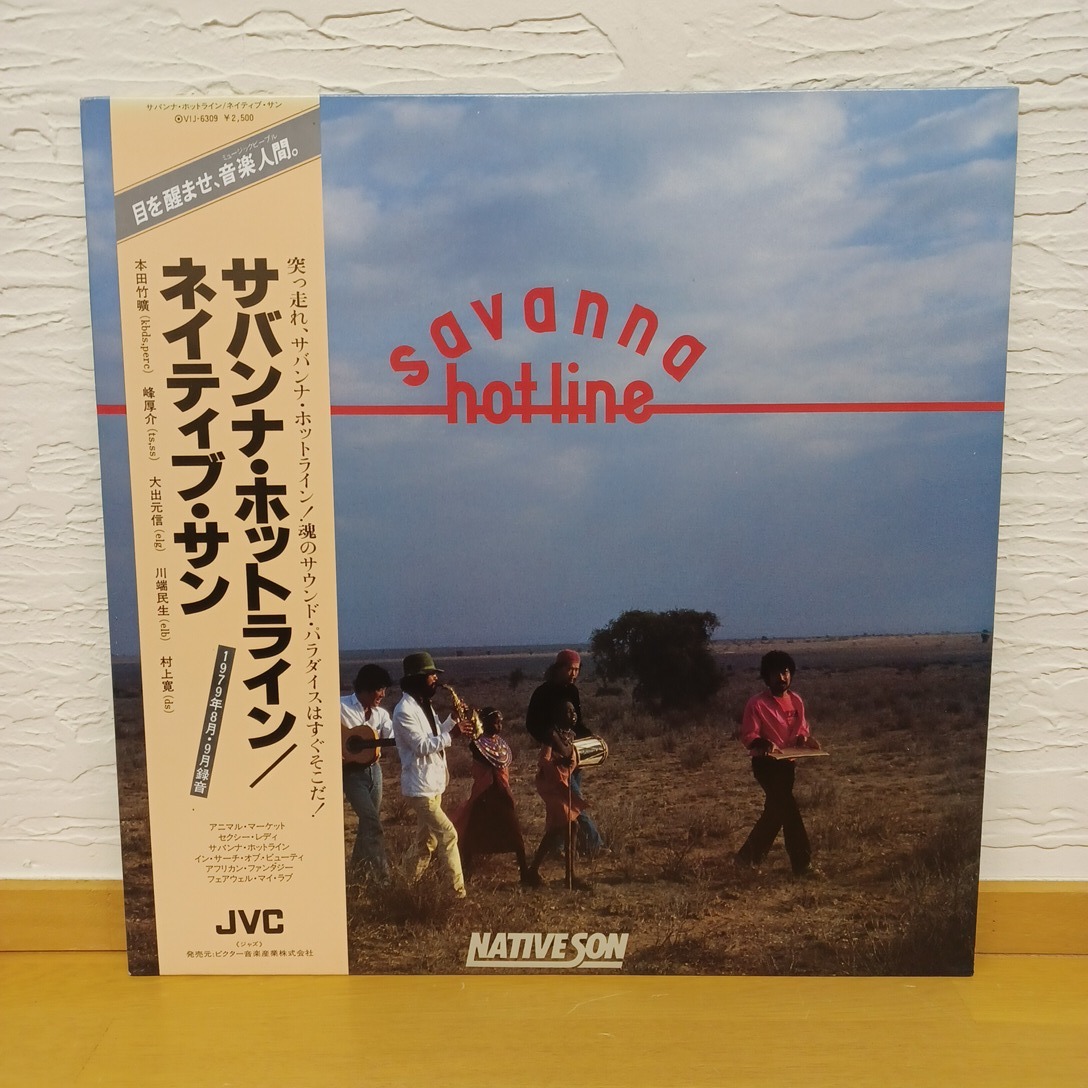 サバンナ・ホットライン/ネイティブ・サン
VIJ-6309 ¥2,500
ミュージックピープル
目を醒ませ、音楽人間。
突っ走れ、サバンナ・ホットライン!魂のサウンド・パラダイスはすぐそこだ!
サバンナ・ホットライン/
ネイティブ・サン
本田竹曠(kbds,perc) 峰厚介(ts,ss) 大出元信(elg) 川端民生(elb) 村上寛(ds)
1979年8月・9月録音
アニマル・マーケット
セクシー・レディ
サバンナ・ホットライン
イン・サーチ・オブ・ビューティ
アフリカン・ファンタジー
フェアウェル・マイ・ラブ
JVC
《ジャズ》
発売元:ビクター音楽産業株式会社
savanna
hot line
NATIVE SON